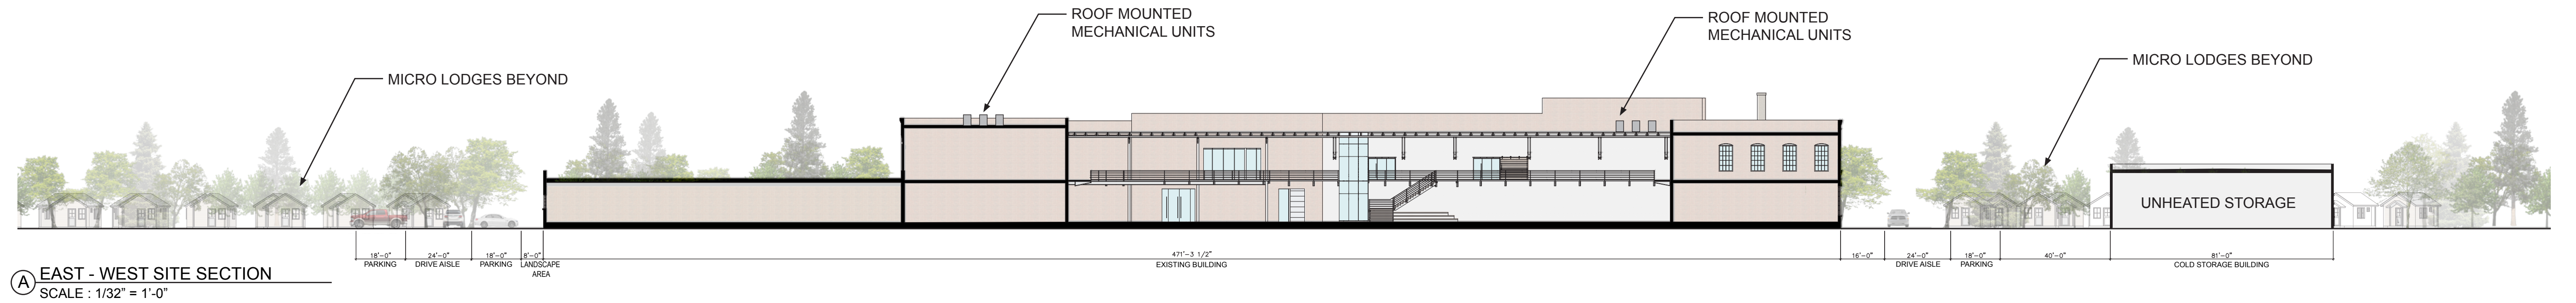 ROOF MOUNTED
MECHANICAL UNITS
ROOF MOUNTED
MECHANICAL UNITS
MICRO LODGES BEYOND
MICRO LODGES BEYOND
UNHEATED STORAGE
18'-0"
PARKING
24'-0"
DRIVE AISLE
18'-0"
PARKING
8'-0"
LANDSCAPE
AREA
471'-3 1/2"
EXISTING BUILDING
16'-0"
24'-0"
DRIVE AISLE
18'-0"
PARKING
40'-0"
81'-0"
COLD STORAGE BUILDING
A
EAST - WEST SITE SECTION
SCALE : 1/32” = 1’-0”